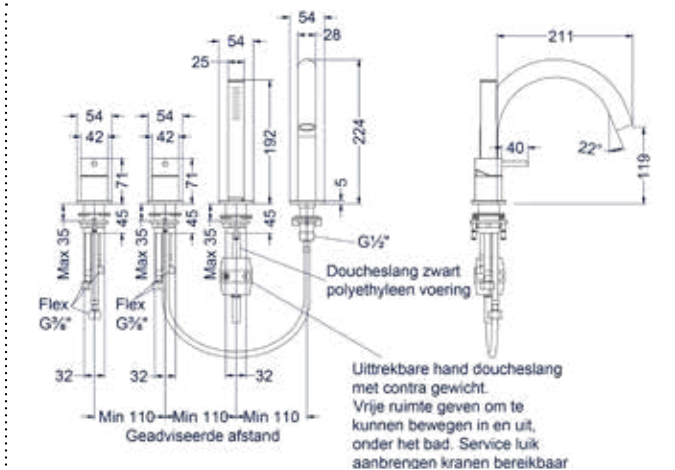 54
54
211
25
28
54
54
42
42
192
224
40
22°
119
71
71
5
Max 35
45
Max 35
45
Max 35
45
G½"
Doucheslang zwart
polyethyleen voering
Flex
G⅜"
Flex
G⅜"
32
32
32
Uittrekbare hand doucheslang
met contra gewicht.
Vrije ruimte geven om te
kunnen bewegen in en uit,
onder het bad. Service luik
aanbrengen kranen bereikbaar
Min 110
Min 110
Min 110
Geadviseerde afstand